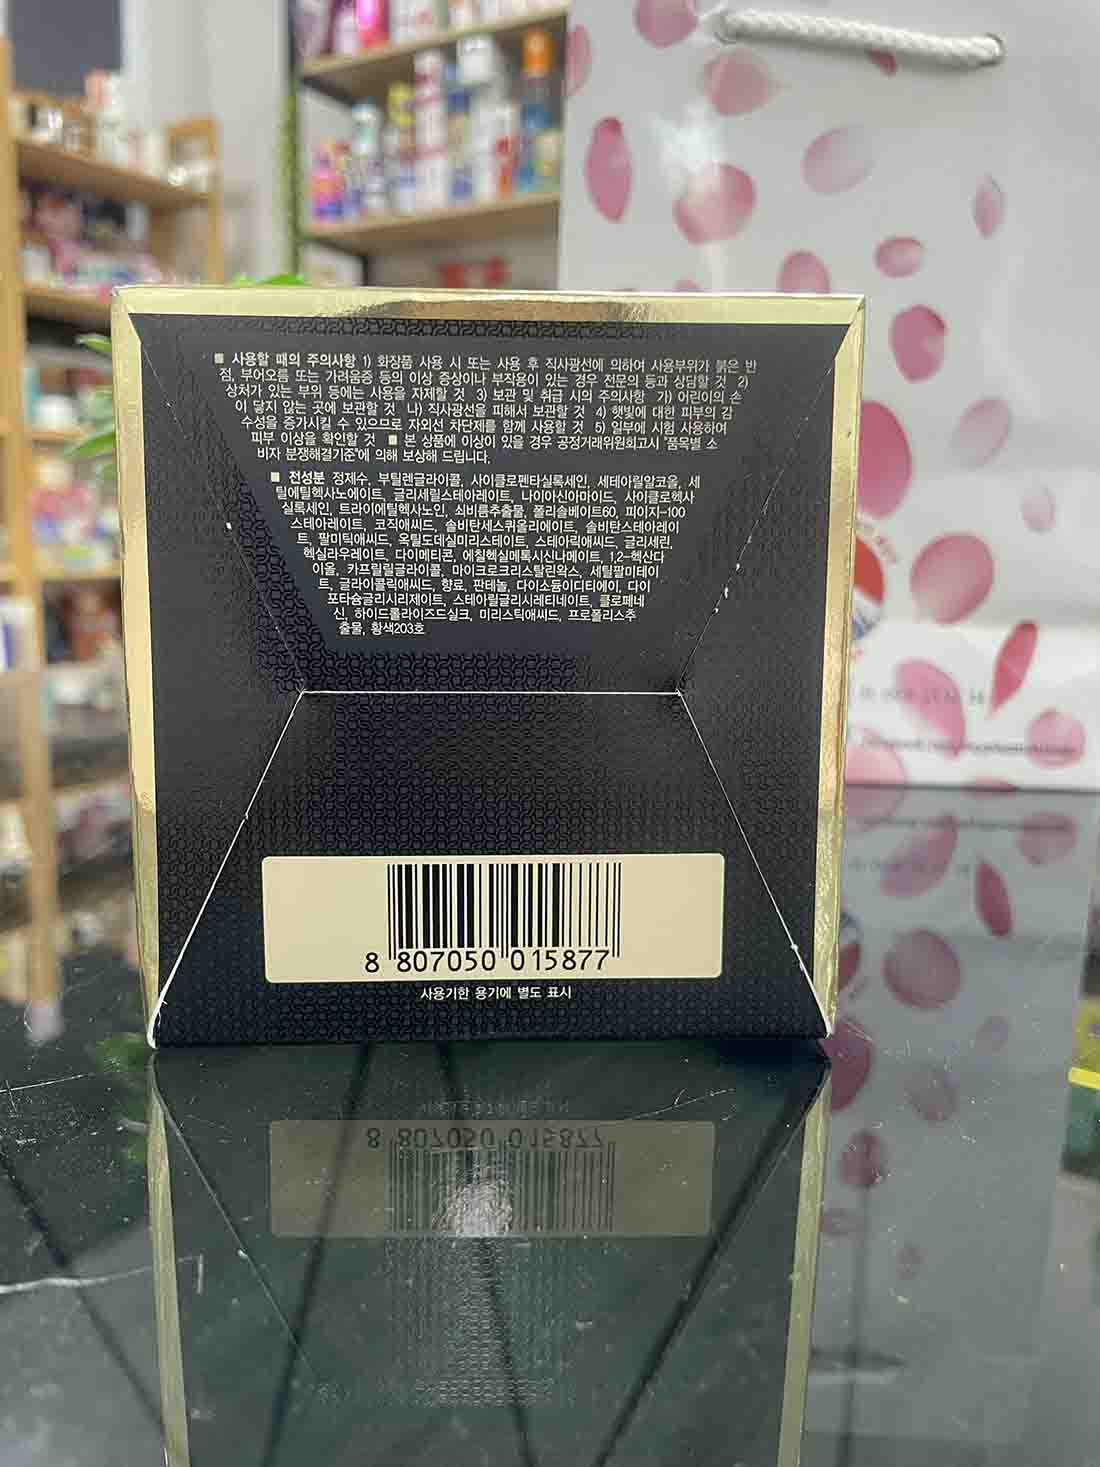 ■ 사용할 때의 주의사항 1) 화장품 사용 시 또는 사용 후 직사광선에 의하여 사용부위가 붉은 반
점, 부어오름 또는 가려움증 등의 이상 증상이나 부작용이 있는 경우 전문의 등과 상담할 것 2)
상처가 있는 부위 등에는 사용을 자제할 것 3) 보관 및 취급 시의 주의사항 가) 어린이의 손
이 닿지 않는 곳에 보관할 것 나) 직사광선을 피해서 보관할 것 4) 햇빛에 대한 피부의 감
수성을 증가시킬 수 있으므로 자외선 차단제를 함께 사용할 것 5) 일부에 시험 사용하여
피부 이상을 확인할 것 ■ 본 상품에 이상이 있을 경우 공정거래위원회고시 "품목별 소
비자 분쟁해결기준"에 의해 보상해 드립니다.
■ 전성분 정제수, 부틸렌글라이콜, 사이클로펜타실록세인, 세테아릴알코올, 세
틸에틸헥사노에이트, 글리세릴스테아레이트, 나이아신아마이드, 사이클로헥사
실록세인, 트라이에틸헥사노인, 쇠비름추출물, 폴리솔베이트60, 피이지-100
스테아레이트, 코직애씨드, 솔비탄세스퀴올리에이트, 솔비탄스테아레이
트, 팔미틱애씨드, 옥틸도데실미리스테이트, 스테아릭애씨드, 글리세린,
헥실라우레이트, 다이메티콘, 에칠헥실메톡시신나메이트, 1,2-헥산다
이올, 카프릴릴글라이콜, 마이크로크리스탈린왁스, 세틸팔미테이
트, 글라이콜릭애씨드, 향료, 판테놀, 다이소듐이디티에이, 다이
포타슘글리시리제이트, 스테아릴글리시레티네이트, 클로페네
신, 하이드롤라이즈드실크, 미리스틱애씨드, 프로폴리스추
출물, 황색203호
8 807050 015877
사용기한 용기에 별도 표시